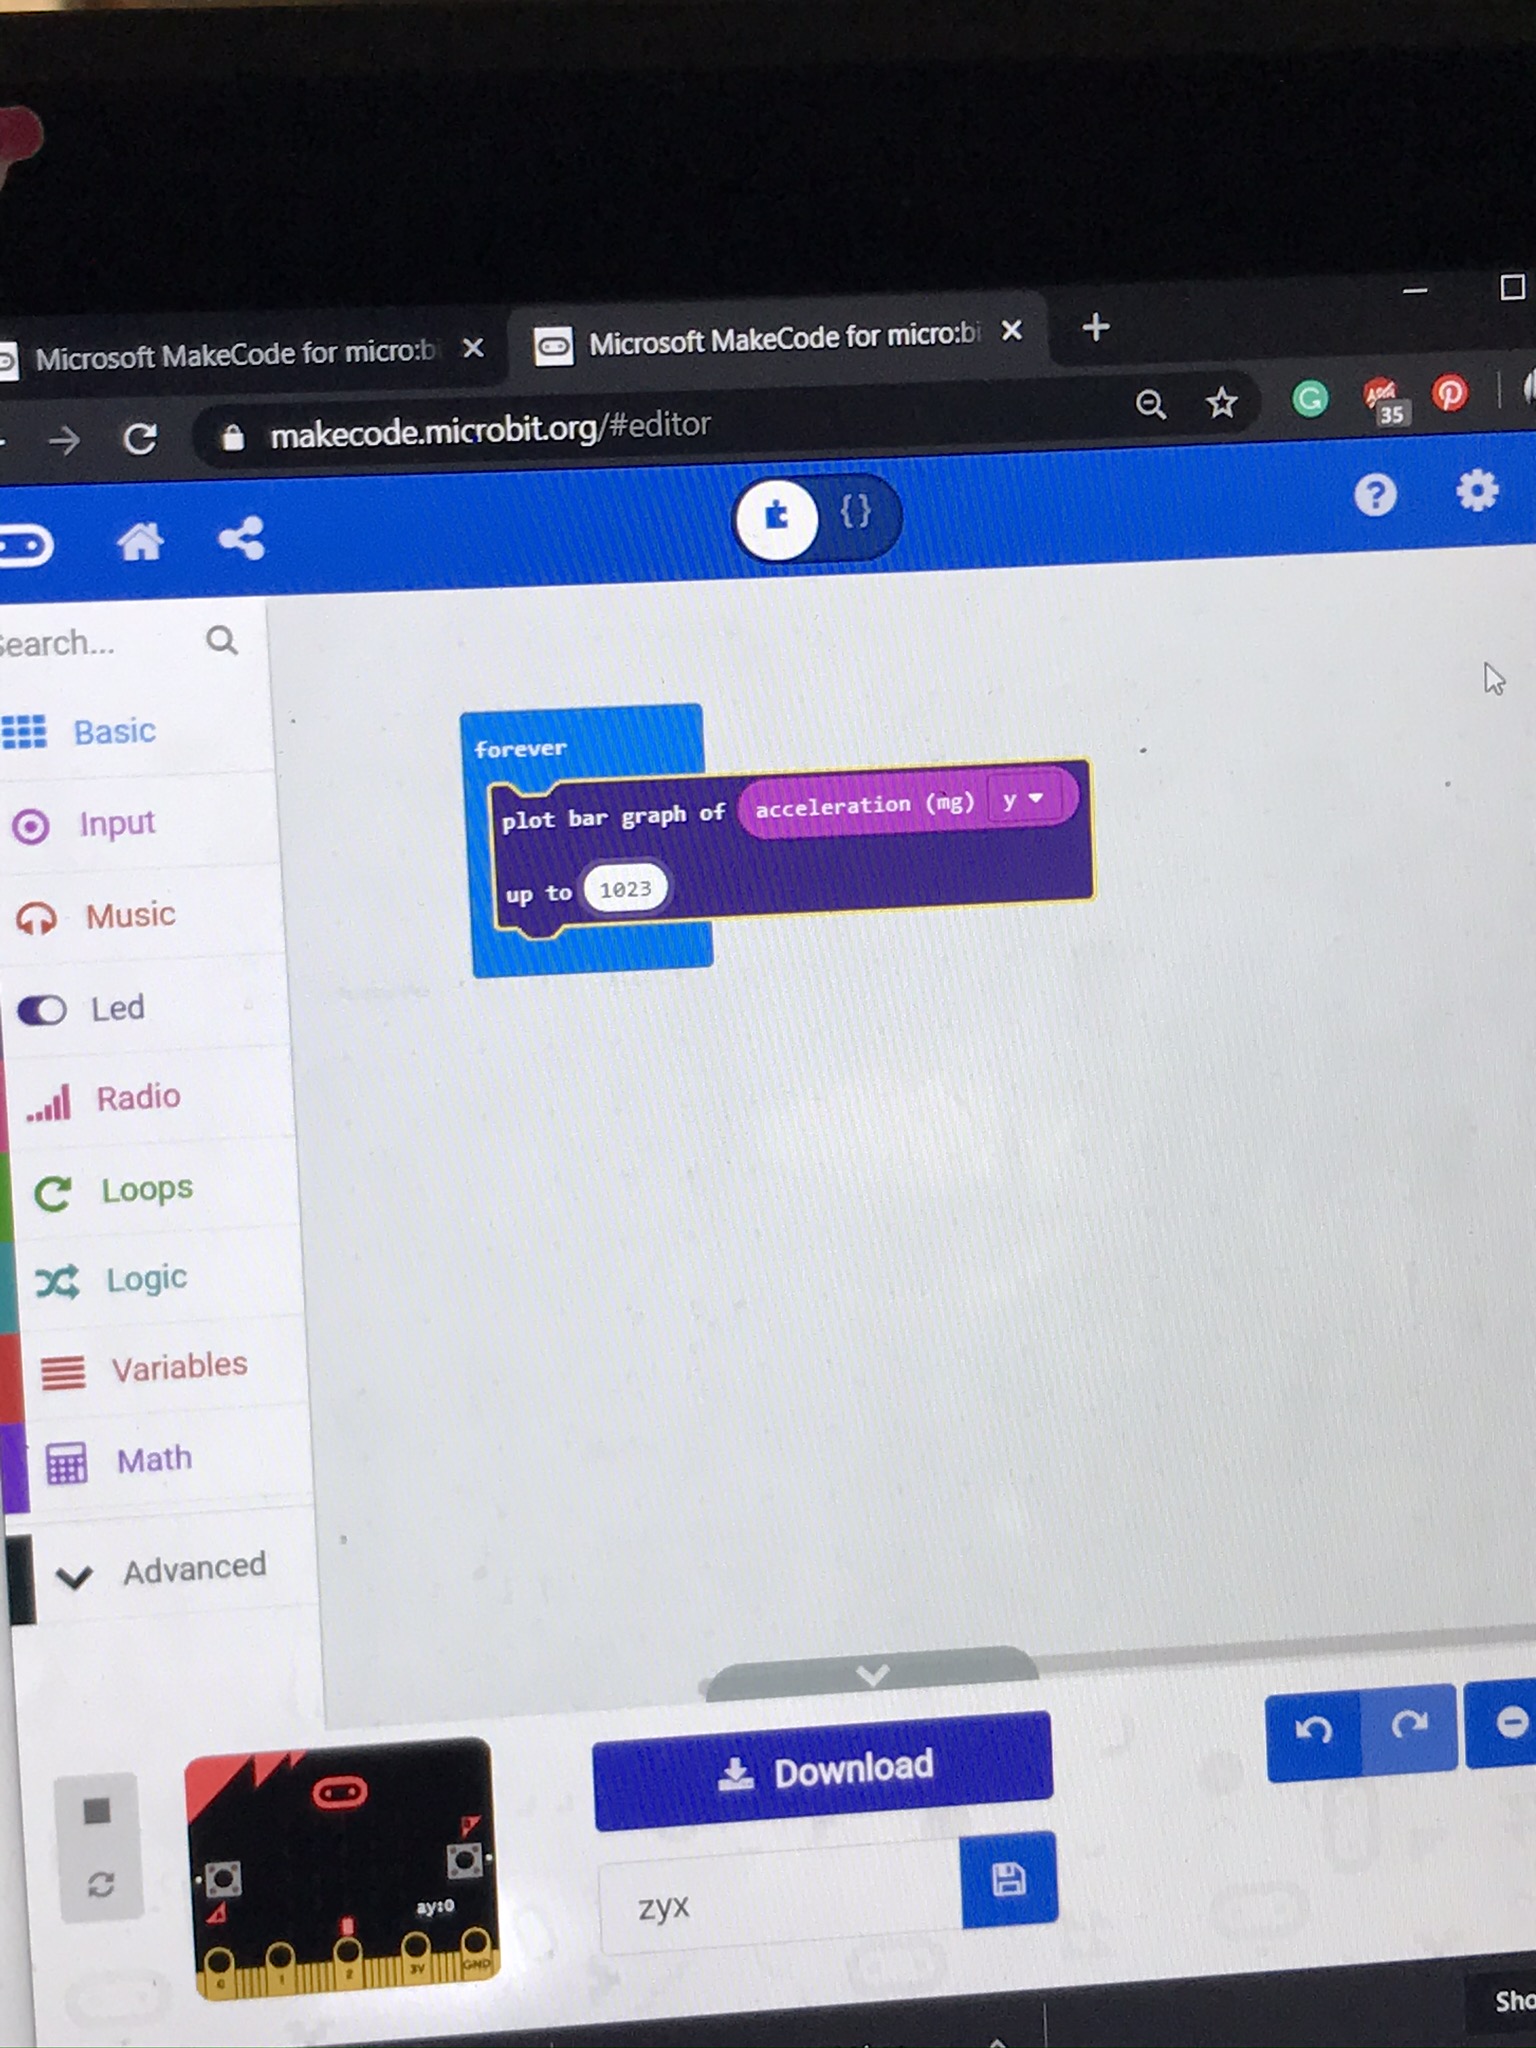 Microsoft MakeCode for micro:b
Microsoft MakeCode for micro:bi
makecode.microbit.org/#editor
35
{}
Search...
Basic
Input
Music
Led
Radio
Loops
Logic
Variables
Math
Advanced
forever
plot bar graph of acceleration (mg) y
up to 1023
Download
zyx
ay:0
0 1 2 3V GND
Sho